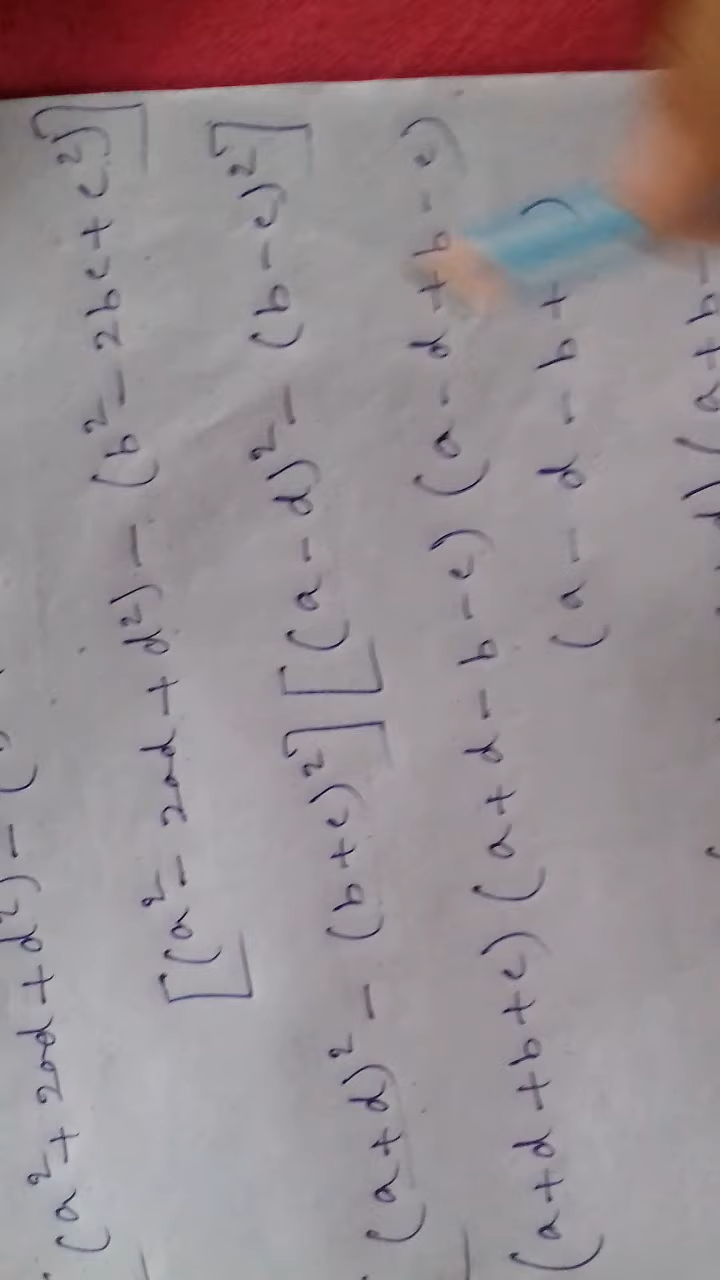 (a² + 2ad + d²) - (
[(a² - 2ad + d²) - (b² - 2bc + c²)]
(a+d)² - (b+c)²] [(a-d)² - (b-c)²]
(a+d+b+c) (a+d-b-c) (a-d+b-c)
(a-d-b+ )
d) (a+b-